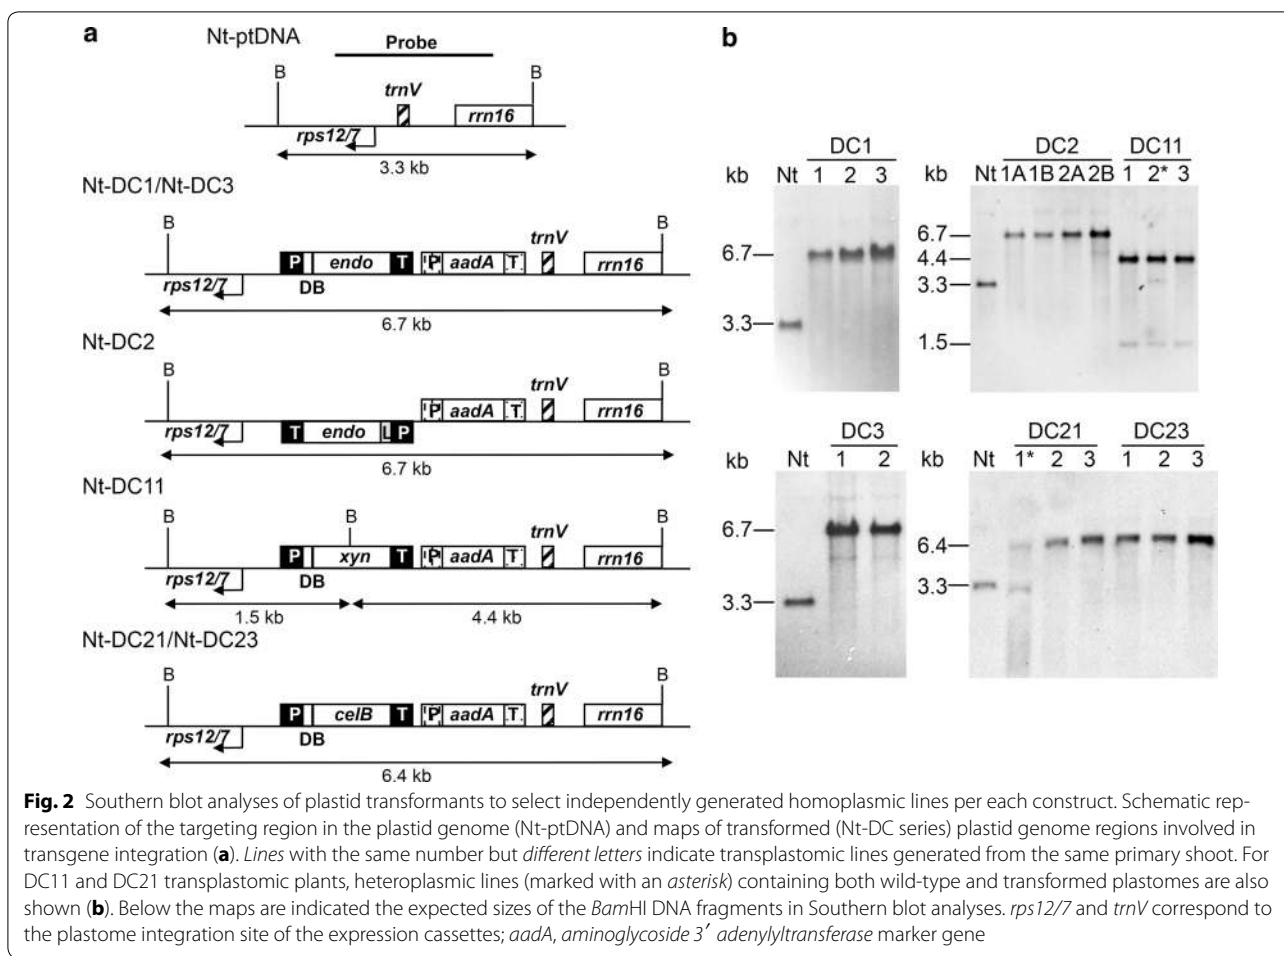 a
Nt-ptDNA
Probe
B
B
trnV
rrn16
rps12/7
3.3 kb
Nt-DC1/Nt-DC3
B
B
trnV
P endo T P aadA T rrn16
rps12/7
DB
6.7 kb
Nt-DC2
B
B
trnV
P aadA T rrn16
rps12/7
T endo L P
6.7 kb
Nt-DC11
B
B
B
trnV
P xyn T P aadA T rrn16
rps12/7
DB
1.5 kb
4.4 kb
Nt-DC21/Nt-DC23
B
B
trnV
P celB T P aadA T rrn16
rps12/7
DB
6.4 kb
b
DC1
kb Nt 1 2 3
6.7
3.3
DC2 DC11
kb Nt 1A 1B 2A 2B 1 2* 3
6.7
4.4
3.3
1.5
DC3
kb Nt 1 2
6.7
3.3
DC21 DC23
kb Nt 1* 2 3 1 2 3
6.4
3.3
Fig. 2 Southern blot analyses of plastid transformants to select independently generated homoplasmic lines per each construct. Schematic rep-
resentation of the targeting region in the plastid genome (Nt-ptDNA) and maps of transformed (Nt-DC series) plastid genome regions involved in
transgene integration (a). Lines with the same number but different letters indicate transplastomic lines generated from the same primary shoot. For
DC11 and DC21 transplastomic plants, heteroplasmic lines (marked with an asterisk) containing both wild-type and transformed plastomes are also
shown (b). Below the maps are indicated the expected sizes of the BamHI DNA fragments in Southern blot analyses. rps12/7 and trnV correspond to
the plastome integration site of the expression cassettes; aadA, aminoglycoside 3′ adenylyltransferase marker gene